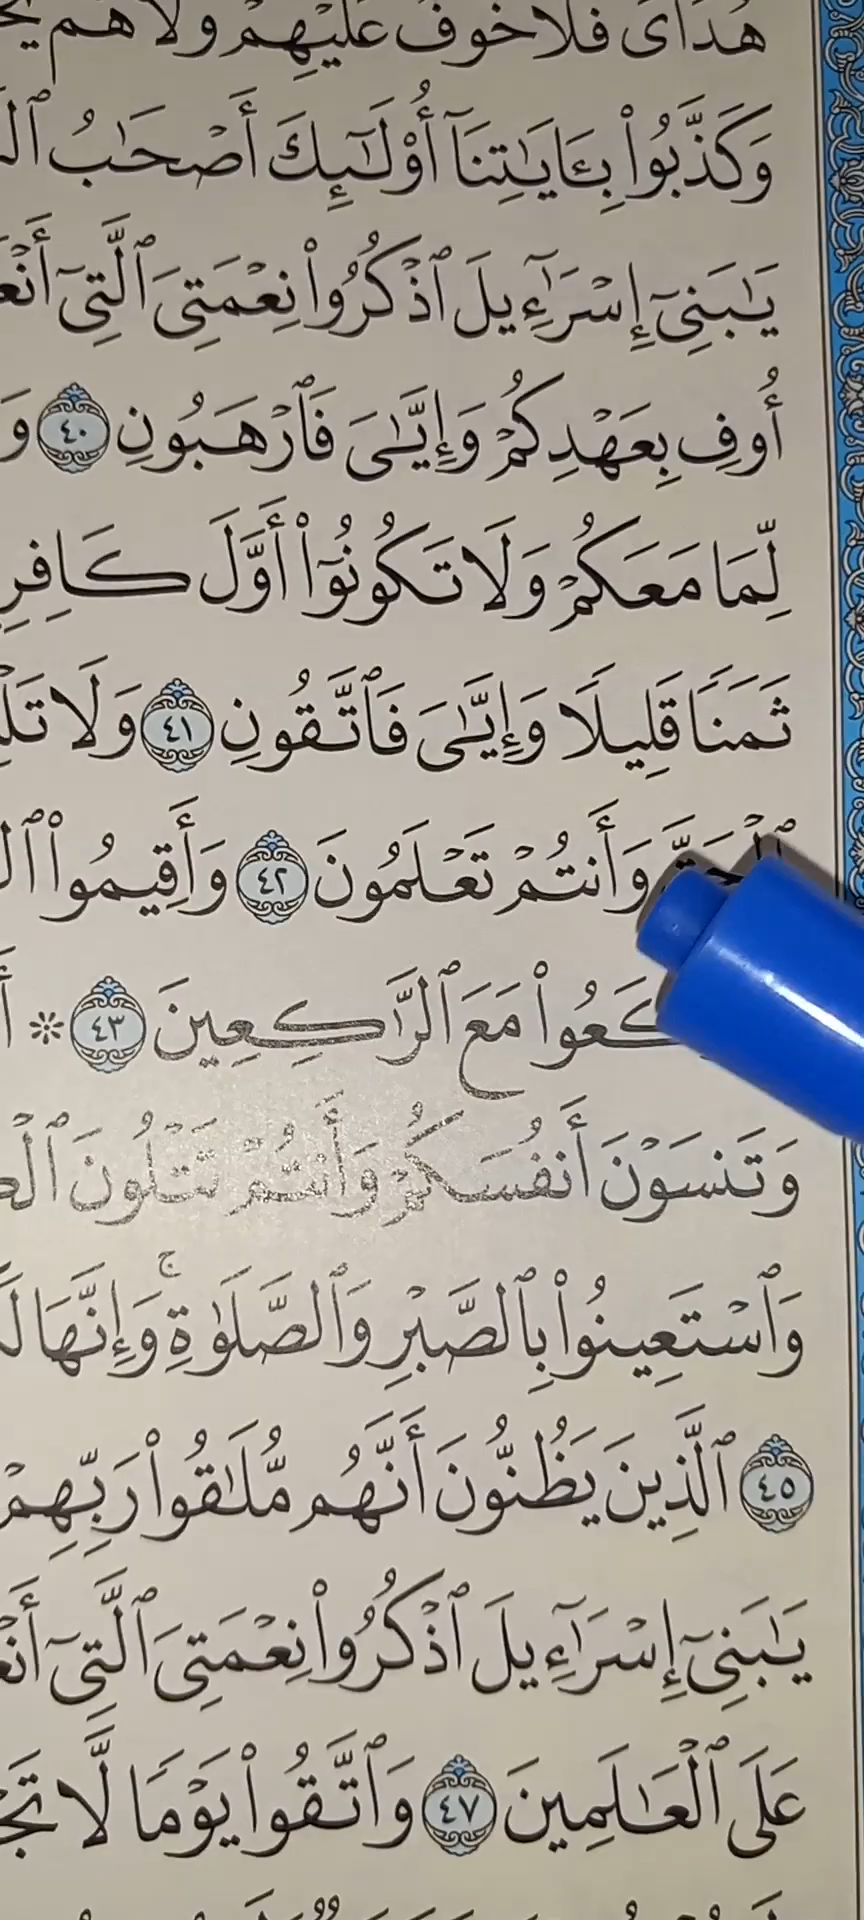 هُدَاىَ فَلَا خَوْفٌ عَلَيْهِمْ وَلَا هُمْ
وَكَذَّبُوا۟ بِـَٔايَـٰتِنَآ أُو۟لَـٰٓئِكَ أَصْحَـٰبُ
يَـٰبَنِىٓ إِسْرَٰٓءِيلَ ٱذْكُرُوا۟ نِعْمَتِىَ ٱلَّتِىٓ
أُوفِ بِعَهْدِكُمْ وَإِيَّـٰىَ فَٱرْهَبُونِ ٤٠
لِّمَا مَعَكُمْ وَلَا تَكُونُوٓا۟ أَوَّلَ
ثَمَنًا قَلِيلًا وَإِيَّـٰىَ فَٱتَّقُونِ ٤١ وَلَا
وَأَنتُمْ تَعْلَمُونَ ٤٢ وَأَقِيمُوا۟
مَعَ ٱلرَّٰكِعِينَ ٤٣ ۞
وَتَنسَوْنَ أَنفُسَكُمْ وَأَنتُمْ تَتْلُونَ
وَٱسْتَعِينُوا۟ بِٱلصَّبْرِ وَٱلصَّلَوٰةِ ۚ وَإِنَّهَا
٤٥ ٱلَّذِينَ يَظُنُّونَ أَنَّهُم مُّلَـٰقُوا۟ رَبِّهِمْ
يَـٰبَنِىٓ إِسْرَٰٓءِيلَ ٱذْكُرُوا۟ نِعْمَتِىَ ٱلَّتِىٓ
عَلَى ٱلْعَـٰلَمِينَ ٤٧ وَٱتَّقُوا۟ يَوْمًا لَّا